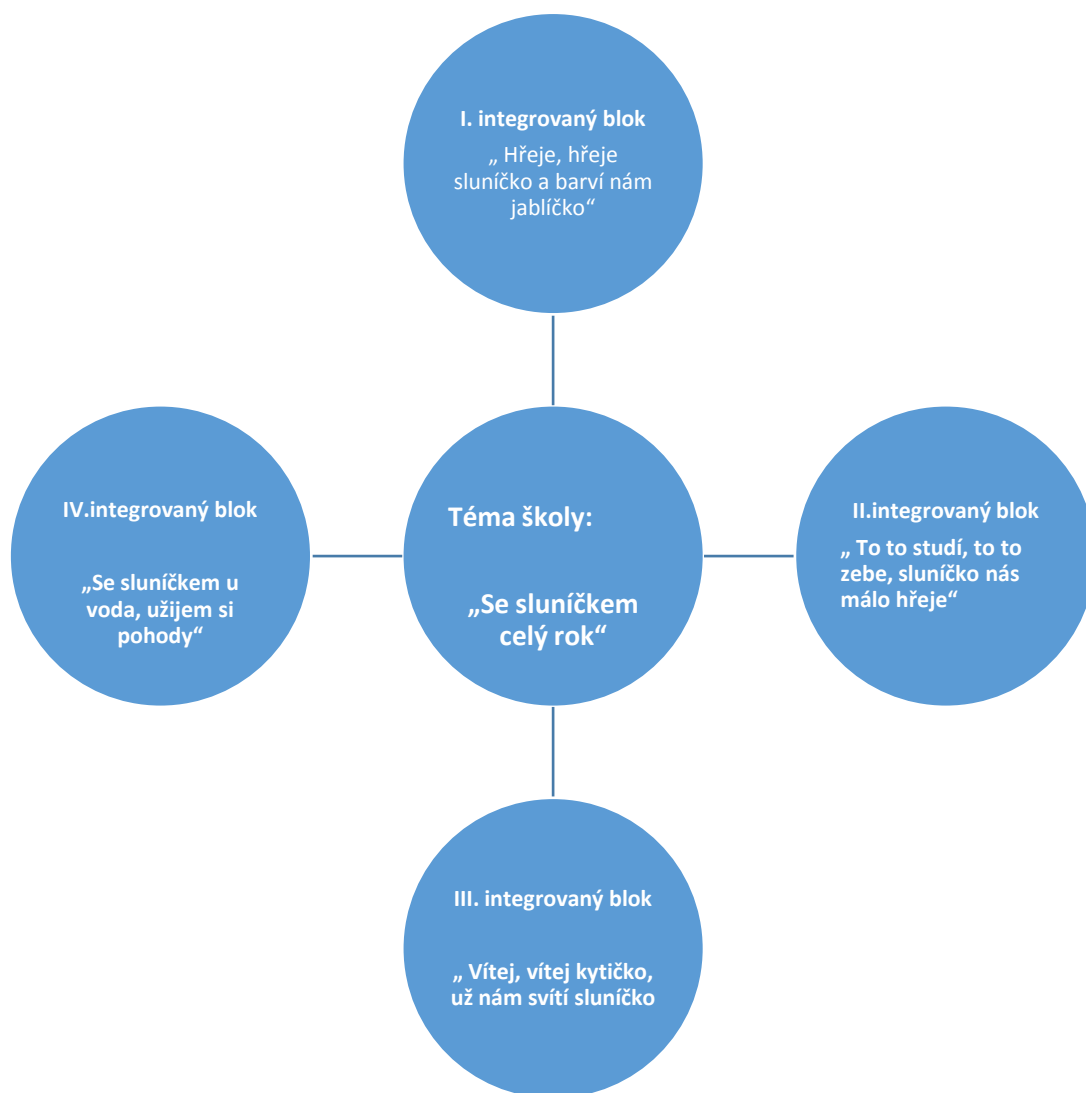 I. integrovaný blok
„ Hřeje, hřeje
sluníčko a barví nám
jablíčko“
IV.integrovaný blok
„Se sluníčkem u
voda, užijem si
pohody“
Téma školy:
„Se sluníčkem
celý rok“
II.integrovaný blok
„ To to studí, to to
zebe, sluníčko nás
málo hřeje“
III. integrovaný blok
„ Vítej, vítej kytičko,
už nám svítí sluníčko